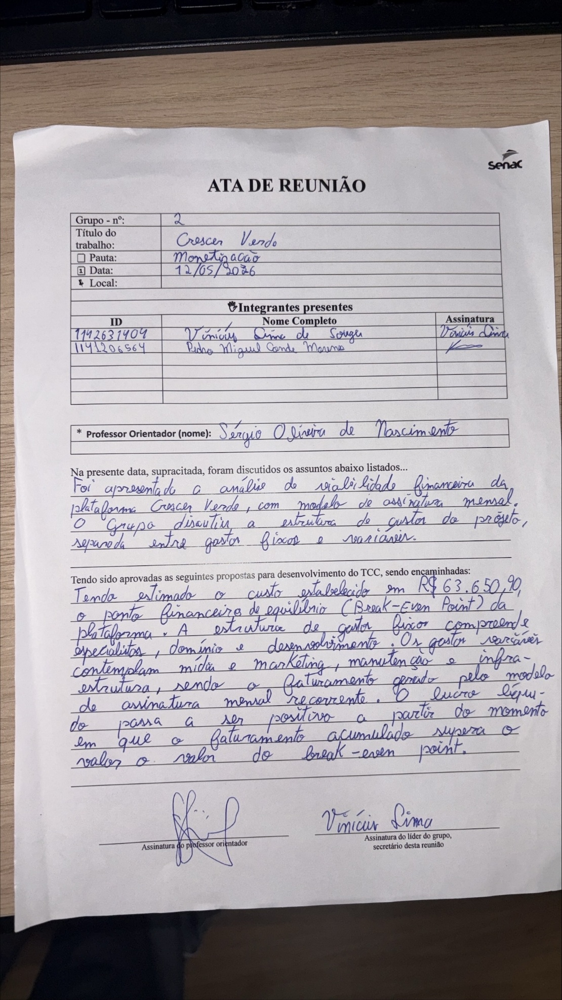 Senac
ATA DE REUNIÃO
Grupo - nº: 2
Título do trabalho: Crescer Verde
Pauta: Monetização
Data: 12/05/2026
Local:
Integrantes presentes
ID Nome Completo Assinatura
1142631404 Vinícius Lima de Souza Vinícius Lima
1141206564 Pedro Miguel Conde Moreno
* Professor Orientador (nome): Sérgio Oliveira de Nascimento
Na presente data, supracitada, foram discutidos os assuntos abaixo listados...
Foi apresentada a análise de viabilidade financeira da
plataforma Crescer Verde, com modelo de assinatura mensal.
O Grupo discutiu a estrutura de custos do projeto,
separada entre gastos fixos e variáveis.
Tendo sido aprovadas as seguintes propostas para desenvolvimento do TCC, sendo encaminhadas:
Tendo estimado o custo estabelecido em R$ 63.650,90,
o ponto financeiro de equilíbrio (Break-Even Point) da
plataforma. A estrutura de gastos fixos compreende
especialistas, domínio e desenvolvimento. Os gastos variáveis
contemplam mídia e marketing, manutenção e infra-
estrutura, sendo o faturamento gerado pelo modelo
de assinatura mensal recorrente. O lucro líqui-
do passa a ser positivo a partir do momento
em que o faturamento acumulado supera o
valor o valor do break-even point.
Vinícius Lima
Assinatura do professor orientador
Assinatura do líder do grupo,
secretário desta reunião